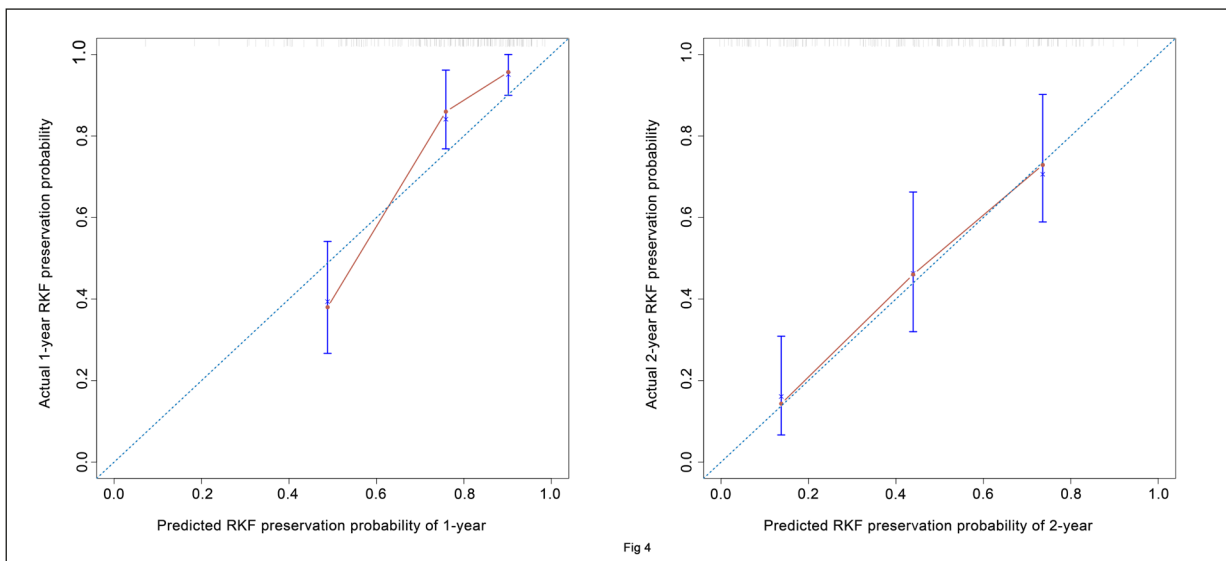 Actual 1-year RKF preservation probability
1.0
0.8
0.6
0.4
0.2
0.0
0.0 0.2 0.4 0.6 0.8 1.0
Predicted RKF preservation probability of 1-year
Actual 2-year RKF preservation probability
1.0
0.8
0.6
0.4
0.2
0.0
0.0 0.2 0.4 0.6 0.8 1.0
Predicted RKF preservation probability of 2-year
Fig 4